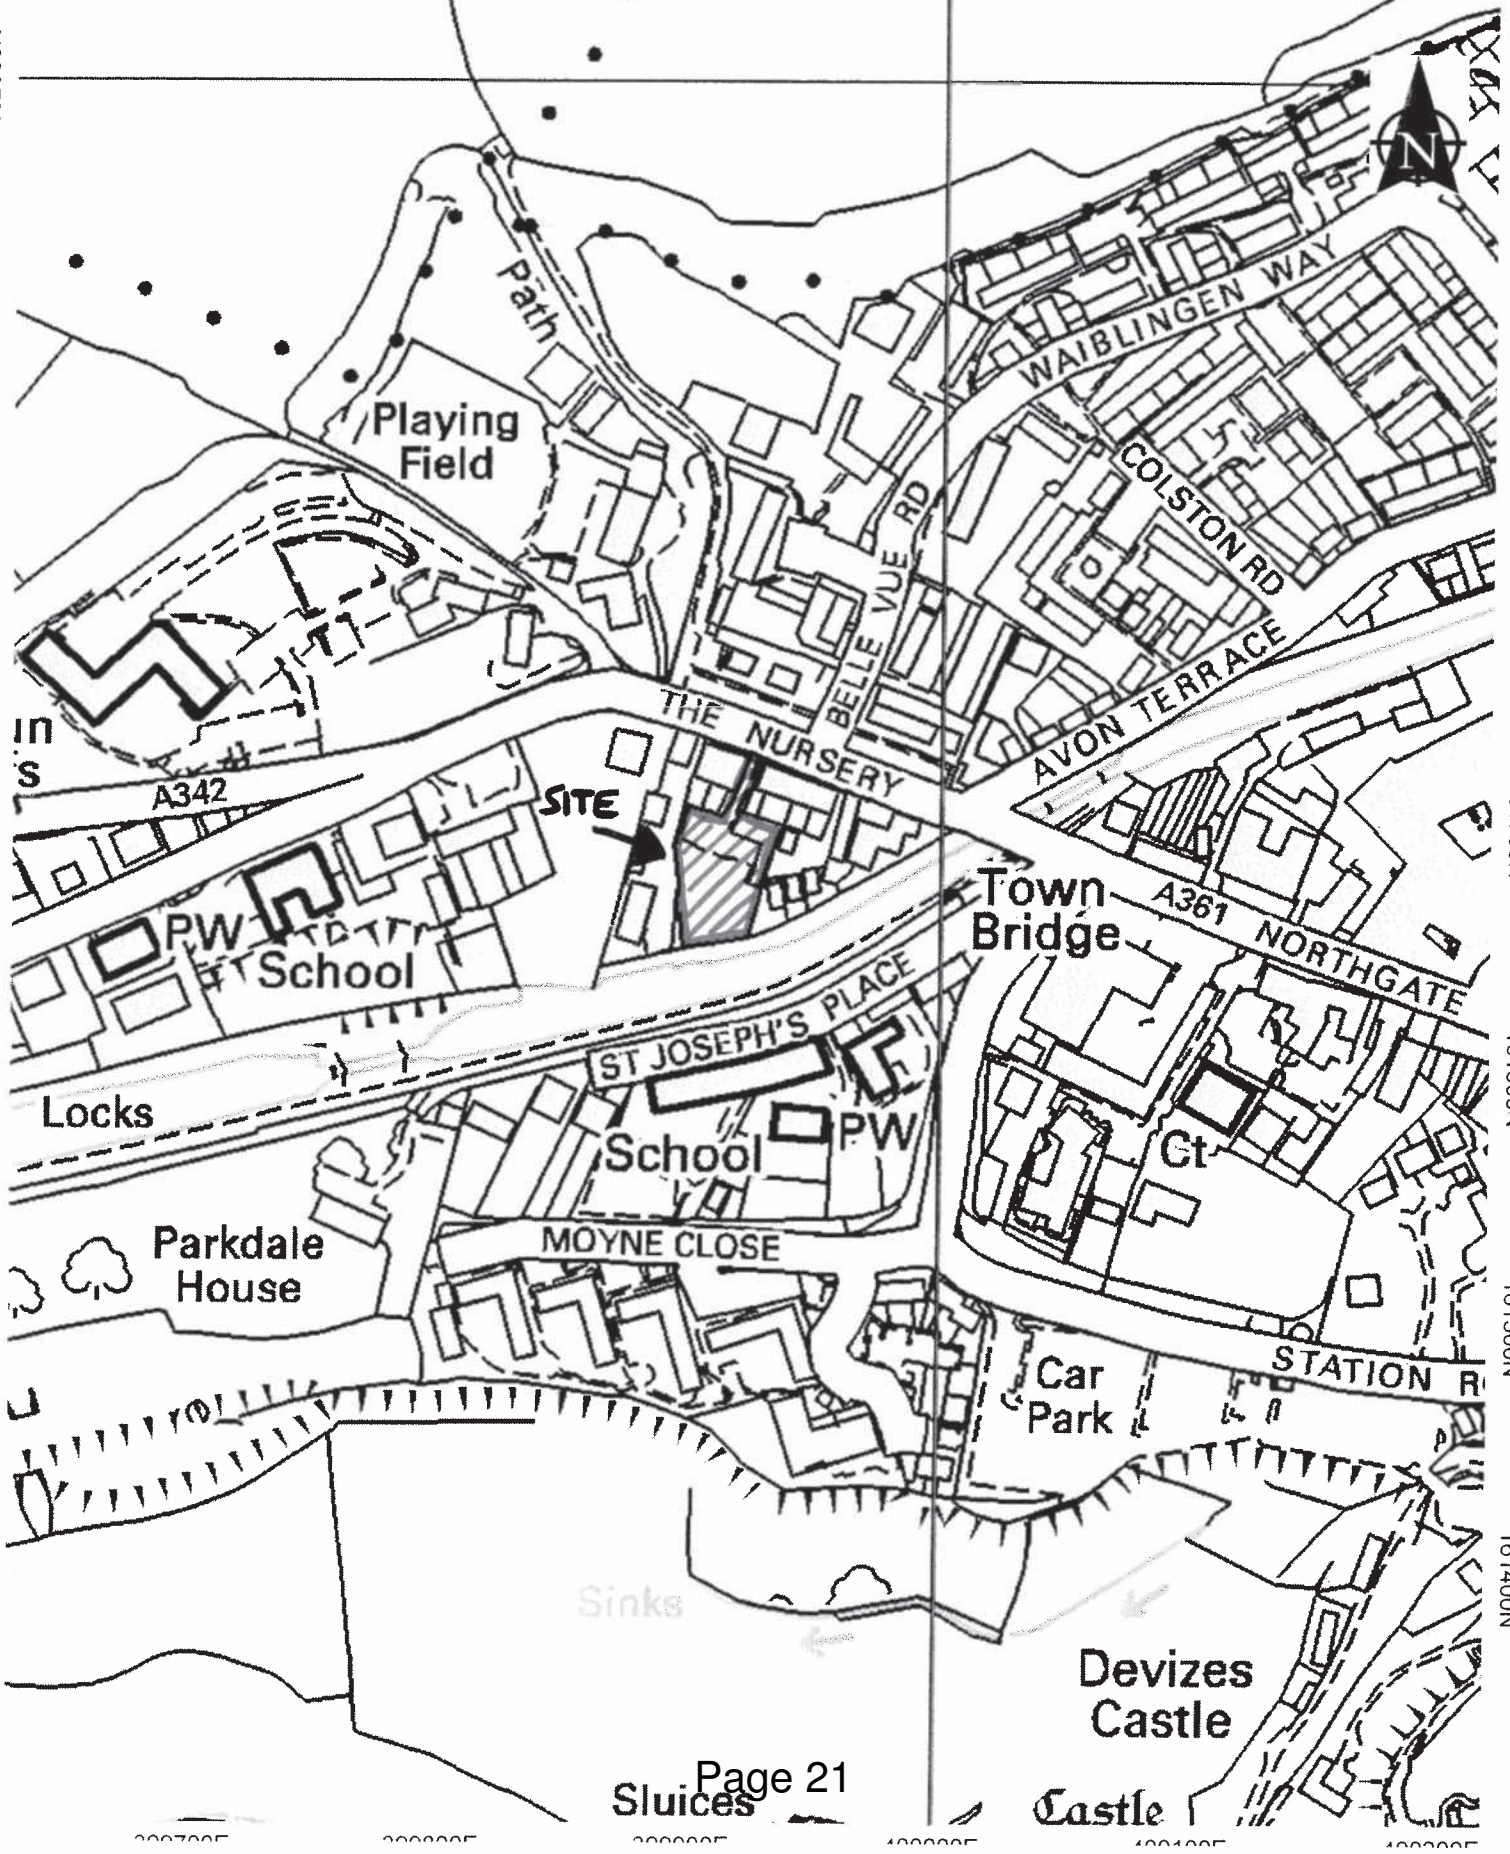 N
Path
WAIBLINGEN WAY
Playing
Field
COLSTON RD
BELLE VUE RD
AVON TERRACE
THE NURSERY
A342
SITE
Town
Bridge
A361 NORTHGATE
PW
School
ST JOSEPH'S PLACE
Locks
School
PW
Ct
Parkdale
House
MOYNE CLOSE
STATION R
Car
Park
Sinks
Devizes
Castle
Page 21
Sluices
Castle